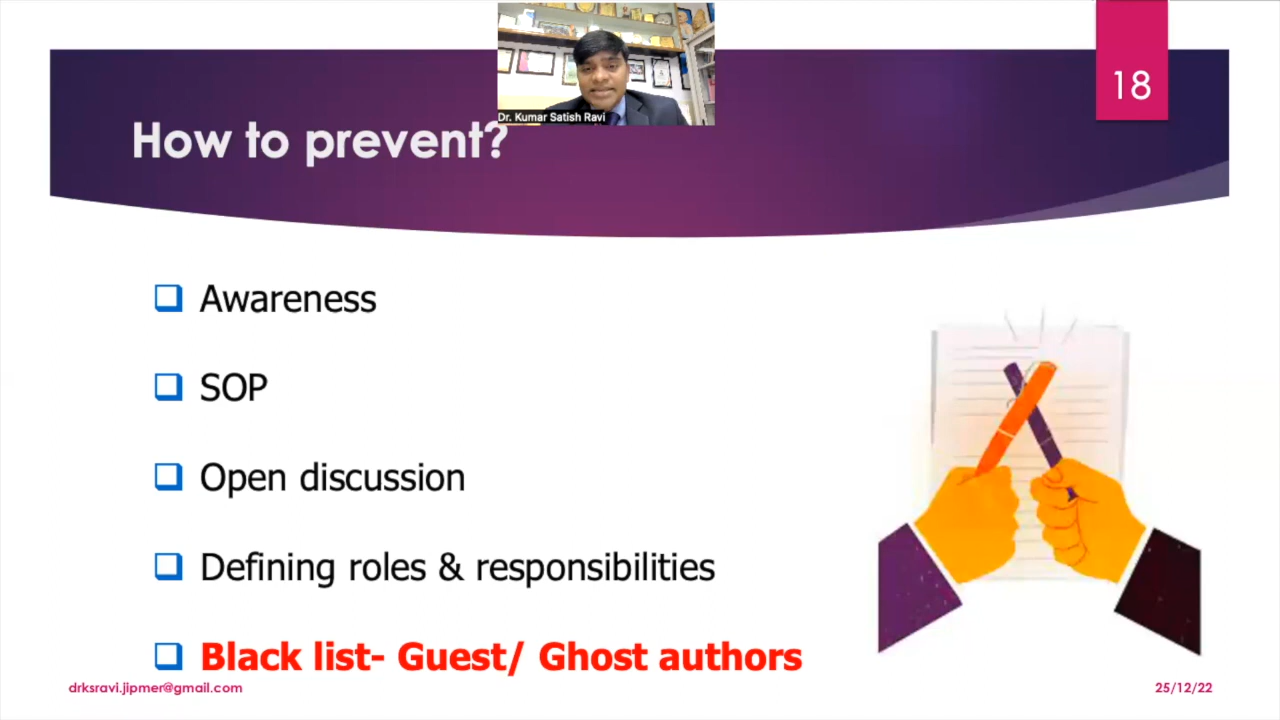 Dr. Kumar Satish Ravi
18
How to prevent?
Awareness
SOP
Open discussion
Defining roles & responsibilities
Black list- Guest/ Ghost authors
drksravi.jipmer@gmail.com
25/12/22